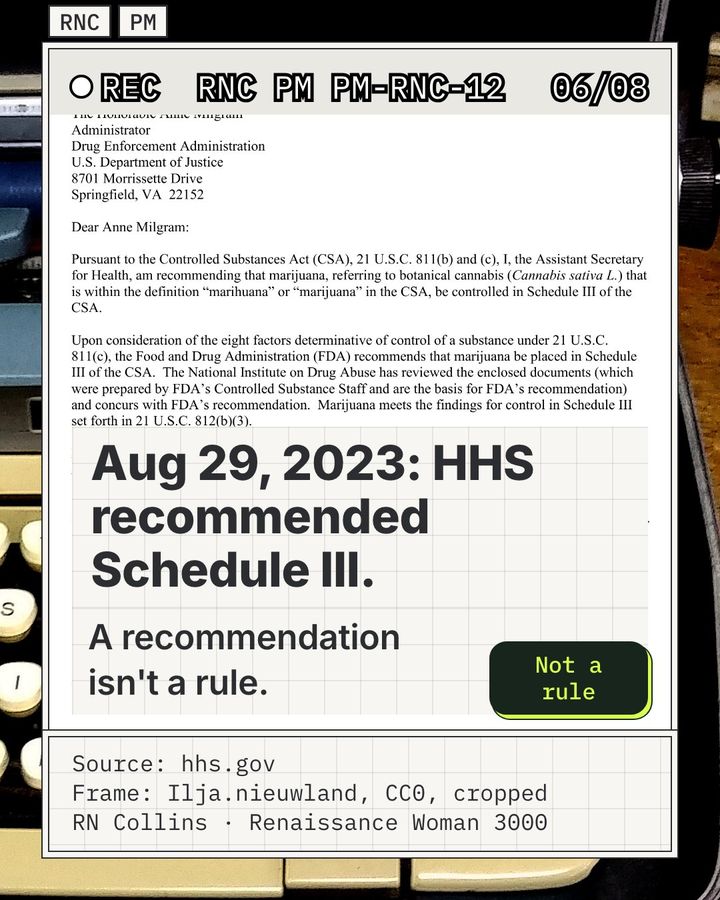 RNC PM
REC RNC PM PM-RNC-12 06/08
The Honorable Anne Milgram
Administrator
Drug Enforcement Administration
U.S. Department of Justice
8701 Morrissette Drive
Springfield, VA 22152
Dear Anne Milgram:
Pursuant to the Controlled Substances Act (CSA), 21 U.S.C. 811(b) and (c), I, the Assistant Secretary
for Health, am recommending that marijuana, referring to botanical cannabis (Cannabis sativa L.) that
is within the definition “marihuana” or “marijuana” in the CSA, be controlled in Schedule III of the
CSA.
Upon consideration of the eight factors determinative of control of a substance under 21 U.S.C.
811(c), the Food and Drug Administration (FDA) recommends that marijuana be placed in Schedule
III of the CSA. The National Institute on Drug Abuse has reviewed the enclosed documents (which
were prepared by FDA’s Controlled Substance Staff and are the basis for FDA’s recommendation)
and concurs with FDA’s recommendation. Marijuana meets the findings for control in Schedule III
set forth in 21 U.S.C. 812(b)(3).
Aug 29, 2023: HHS
recommended
Schedule III.
A recommendation
isn't a rule.
Not a
rule
S
I
Source: hhs.gov
Frame: Ilja.nieuwland, CC0, cropped
RN Collins · Renaissance Woman 3000